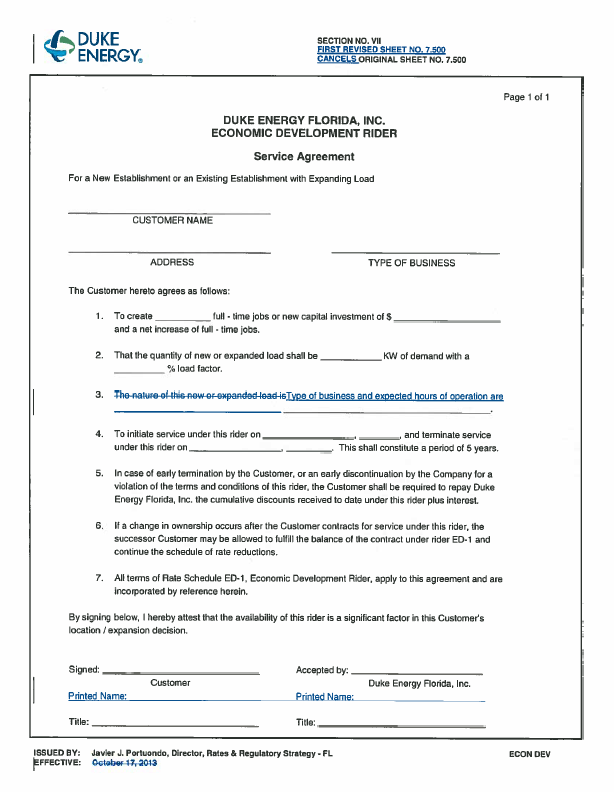 DUKE
ENERGY®
SECTION NO. VII
FIRST REVISED SHEET NO. 7.500
CANCELS ORIGINAL SHEET NO. 7.500
Page 1 of 1
DUKE ENERGY FLORIDA, INC.
ECONOMIC DEVELOPMENT RIDER
Service Agreement
For a New Establishment or an Existing Establishment with Expanding Load
CUSTOMER NAME
ADDRESS TYPE OF BUSINESS
The Customer hereto agrees as follows:
1. To create __________ full - time jobs or new capital investment of $ ____________________
and a net increase of full - time jobs.
2. That the quantity of new or expanded load shall be ___________ KW of demand with a
_________ % load factor.
3. The nature of this new or expanded load isType of business and expected hours of operation are
______________________________ ______________________________________.
4. To initiate service under this rider on _________________, _______, and terminate service
under this rider on _________________, ________. This shall constitute a period of 5 years.
5. In case of early termination by the Customer, or an early discontinuation by the Company for a
violation of the terms and conditions of this rider, the Customer shall be required to repay Duke
Energy Florida, Inc. the cumulative discounts received to date under this rider plus interest.
6. If a change in ownership occurs after the Customer contracts for service under this rider, the
successor Customer may be allowed to fulfill the balance of the contract under rider ED-1 and
continue the schedule of rate reductions.
7. All terms of Rate Schedule ED-1, Economic Development Rider, apply to this agreement and are
incorporated by reference herein.
By signing below, I hereby attest that the availability of this rider is a significant factor in this Customer's
location / expansion decision.
Signed: ____________________________ Accepted by: ________________________
Customer Duke Energy Florida, Inc.
Printed Name: Printed Name:
Title: ______________________________ Title: ______________________________
ISSUED BY: Javier J. Portuondo, Director, Rates & Regulatory Strategy - FL ECON DEV
EFFECTIVE: October 17, 2013